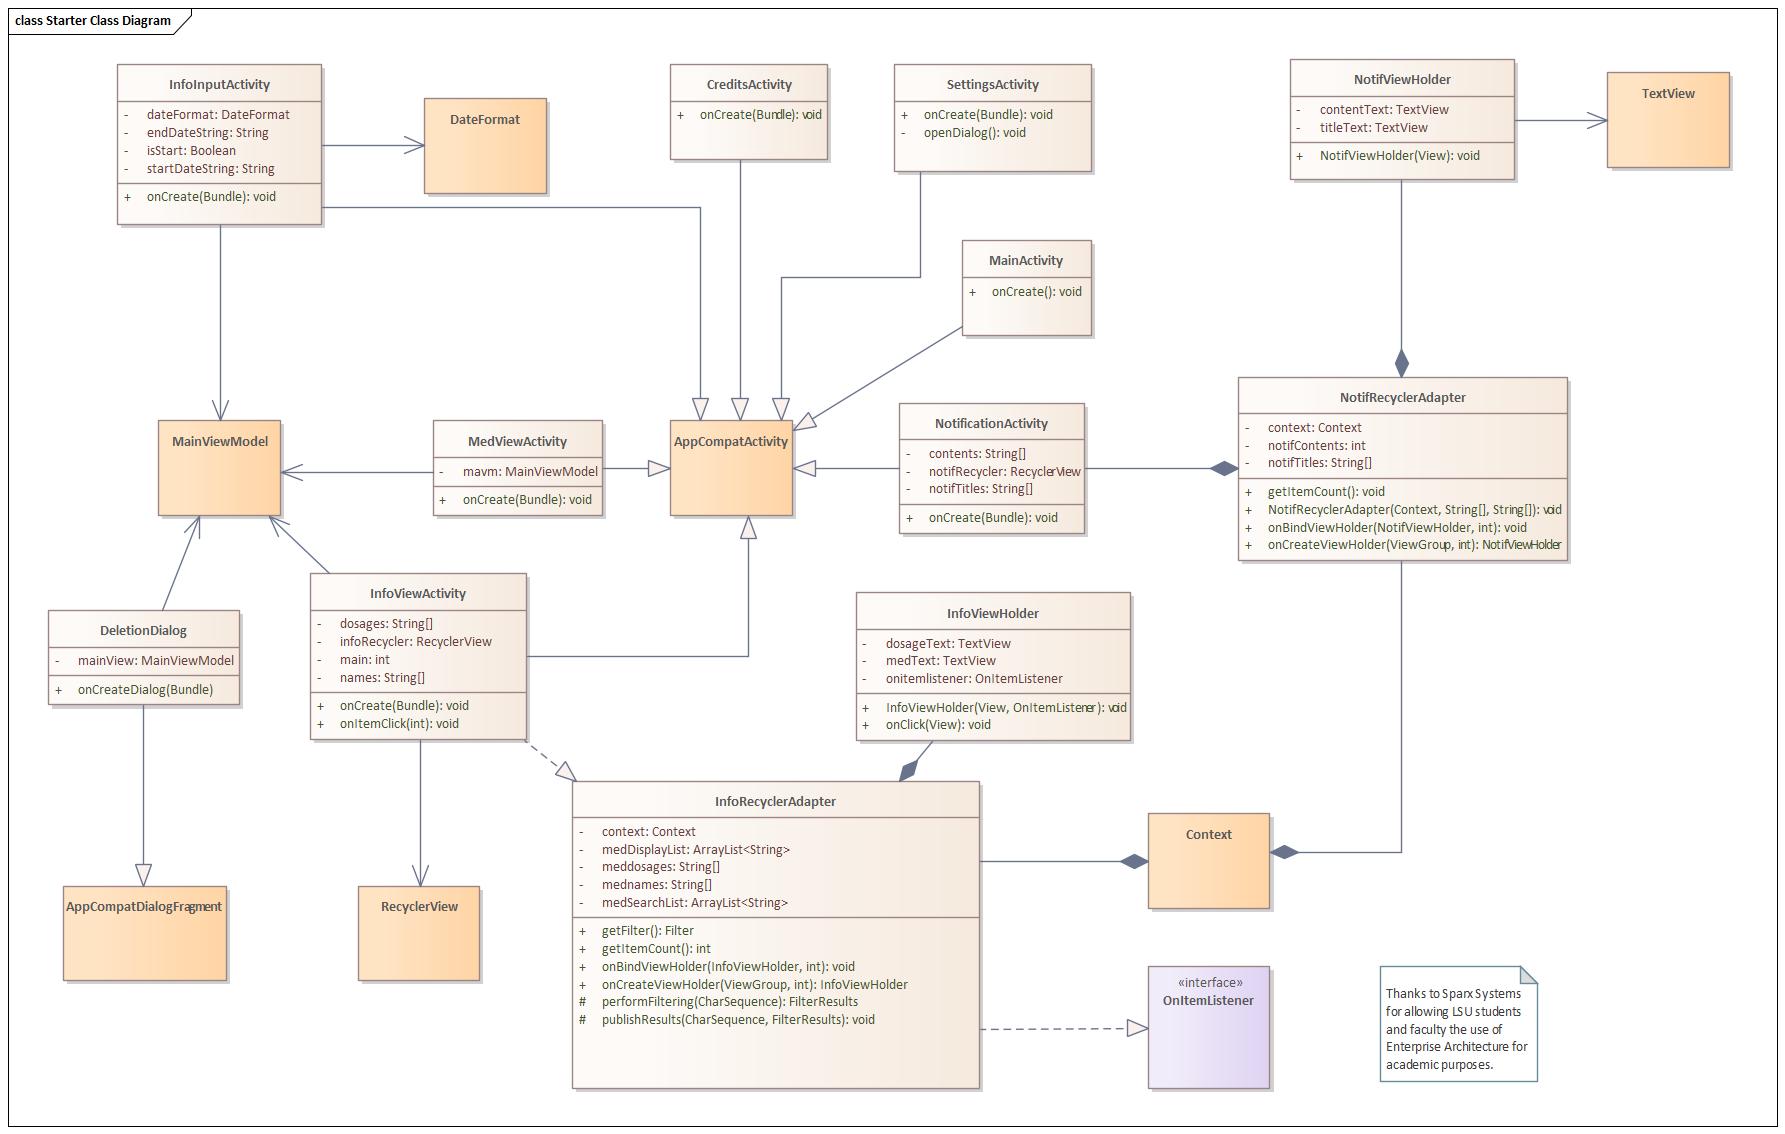 class Starter Class Diagram
InfoInputActivity
- dateFormat: DateFormat
- endDateString: String
- isStart: Boolean
- startDateString: String
+ onCreate(Bundle): void
DateFormat
CreditsActivity
+ onCreate(Bundle): void
SettingsActivity
+ onCreate(Bundle): void
- openDialog(): void
NotifViewHolder
- contentText: TextView
- titleText: TextView
+ NotifViewHolder(View): void
TextView
MainActivity
+ onCreate(): void
MainViewModel
MedViewActivity
- mavm: MainViewModel
+ onCreate(Bundle): void
AppCompatActivity
NotificationActivity
- contents: String[]
- notifRecycler: RecyclerView
- notifTitles: String[]
+ onCreate(Bundle): void
NotifRecyclerAdapter
- context: Context
- notifContents: int
- notifTitles: String[]
+ getItemCount(): void
+ NotifRecyclerAdapter(Context, String[], String[]): void
+ onBindViewHolder(NotifViewHolder, int): void
+ onCreateViewHolder(ViewGroup, int): NotifViewHolder
DeletionDialog
- mainView: MainViewModel
+ onCreateDialog(Bundle)
InfoViewActivity
- dosages: String[]
- infoRecycler: RecyclerView
- main: int
- names: String[]
+ onCreate(Bundle): void
+ onItemClick(int): void
InfoViewHolder
- dosageText: TextView
- medText: TextView
- onitemlistener: OnItemListener
+ InfoViewHolder(View, OnItemListener): void
+ onClick(View): void
AppCompatDialogFragment
RecyclerView
InfoRecyclerAdapter
- context: Context
- medDisplayList: ArrayList<String>
- meddosages: String[]
- mednames: String[]
- medSearchList: ArrayList<String>
+ getFilter(): Filter
+ getItemCount(): int
+ onBindViewHolder(InfoViewHolder, int): void
+ onCreateViewHolder(ViewGroup, int): InfoViewHolder
# performFiltering(CharSequence): FilterResults
# publishResults(CharSequence, FilterResults): void
Context
«interface»
OnItemListener
Thanks to Sparx Systems
for allowing LSU students
and faculty the use of
Enterprise Architecture for
academic purposes.